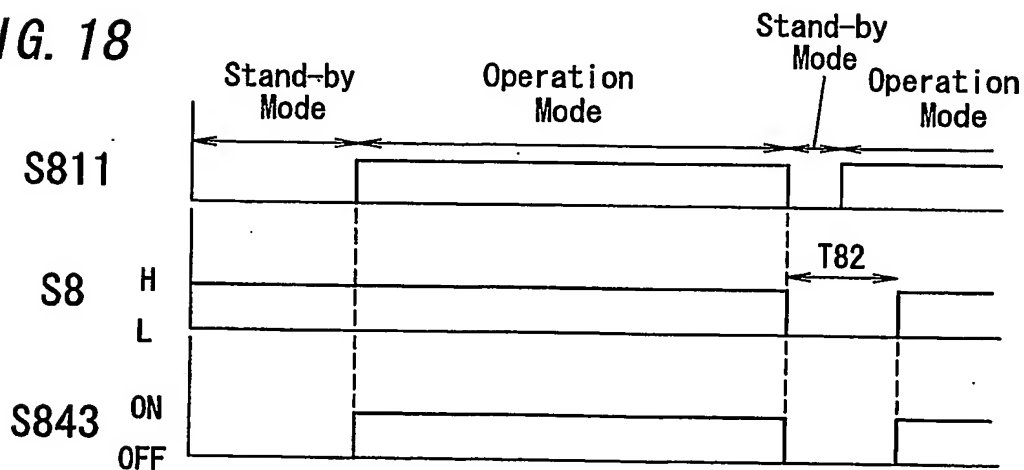 IG. 18
Stand-by
Mode
Operation
Mode
Stand-by
Mode
Operation
Mode
S811
S8
H
L
T82
S843
ON
OFF